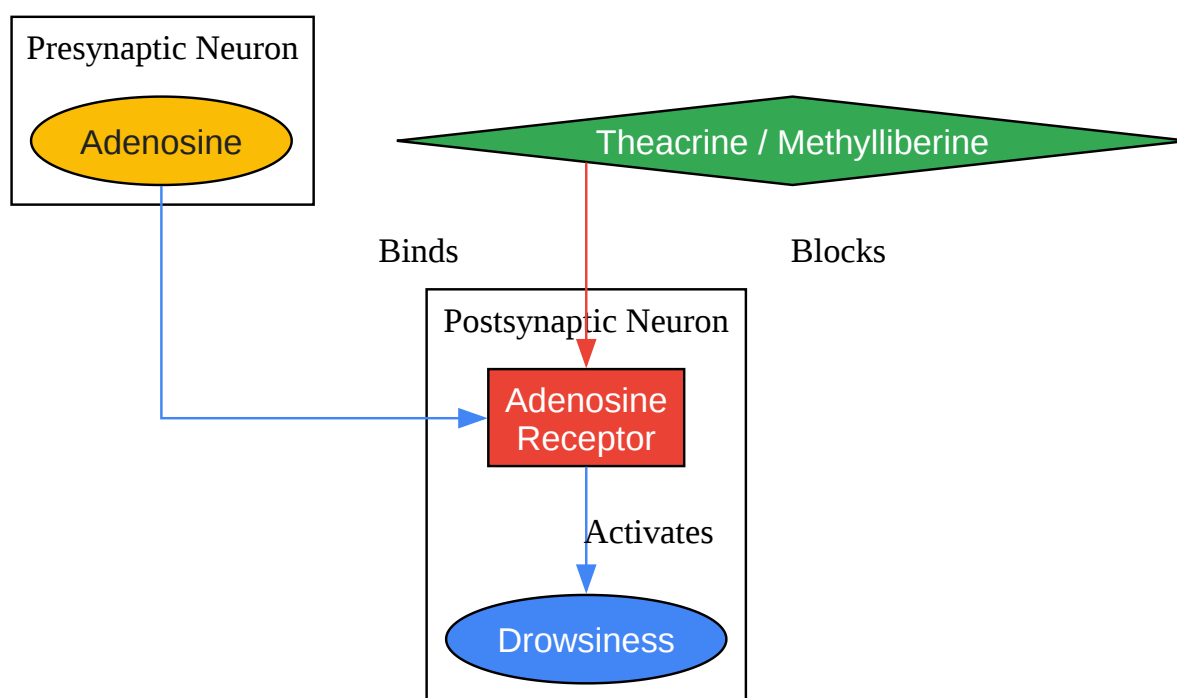 Presynaptic Neuron
Adenosine
Theacrine / Methylliberine
Binds
Blocks
Postsynaptic Neuron
Adenosine
Receptor
Activates
Drowsiness